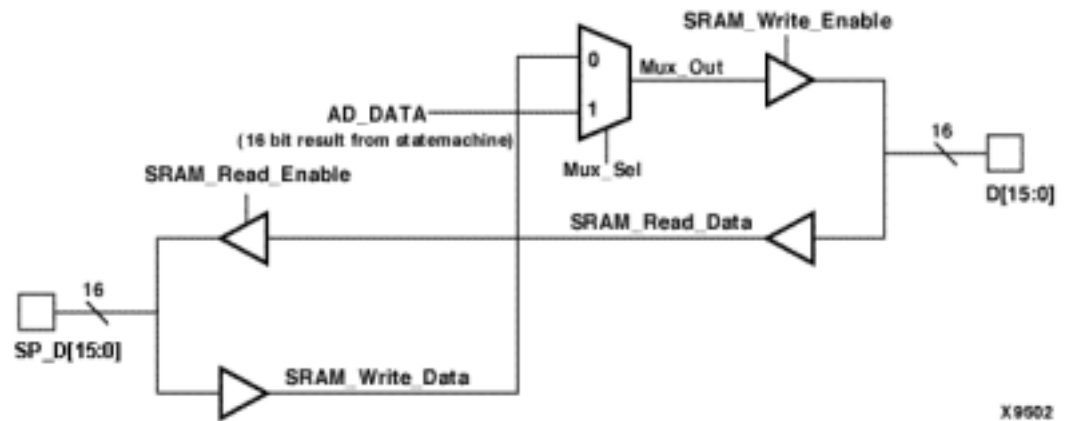 SRAM_Write_Enable
0
Mux_Out
AD_DATA
1
(16 bit result from statemachine)
16
Mux_Sel
SRAM_Read_Enable
D[15:0]
SRAM_Read_Data
16
SP_D[15:0]
SRAM_Write_Data
X9602